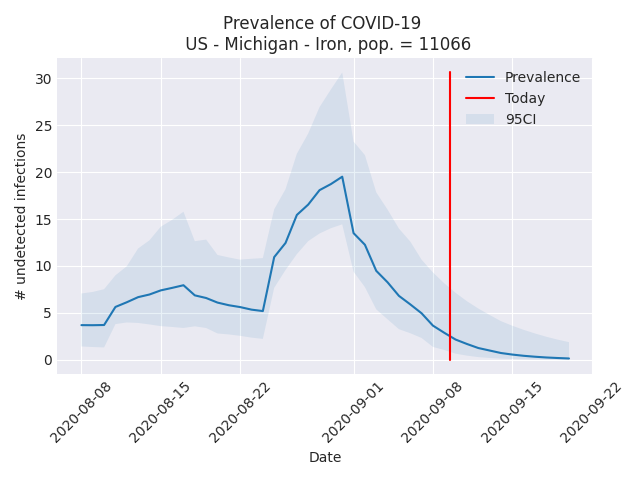 Prevalence of COVID-19
US - Michigan - Iron, pop. = 11066
# undetected infections
30
25
20
15
10
5
0
Prevalence
Today
95CI
2020-08-08
2020-08-15
2020-08-22
2020-09-01
2020-09-08
2020-09-15
2020-09-22
Date